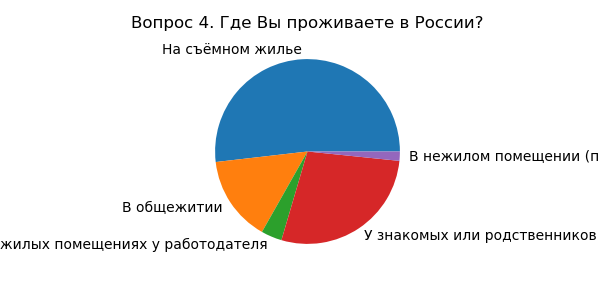 Вопрос 4. Где Вы проживаете в России?
На съёмном жилье
В нежилом помещении (п
В общежитии
У знакомых или родственников
жилых помещениях у работодателя